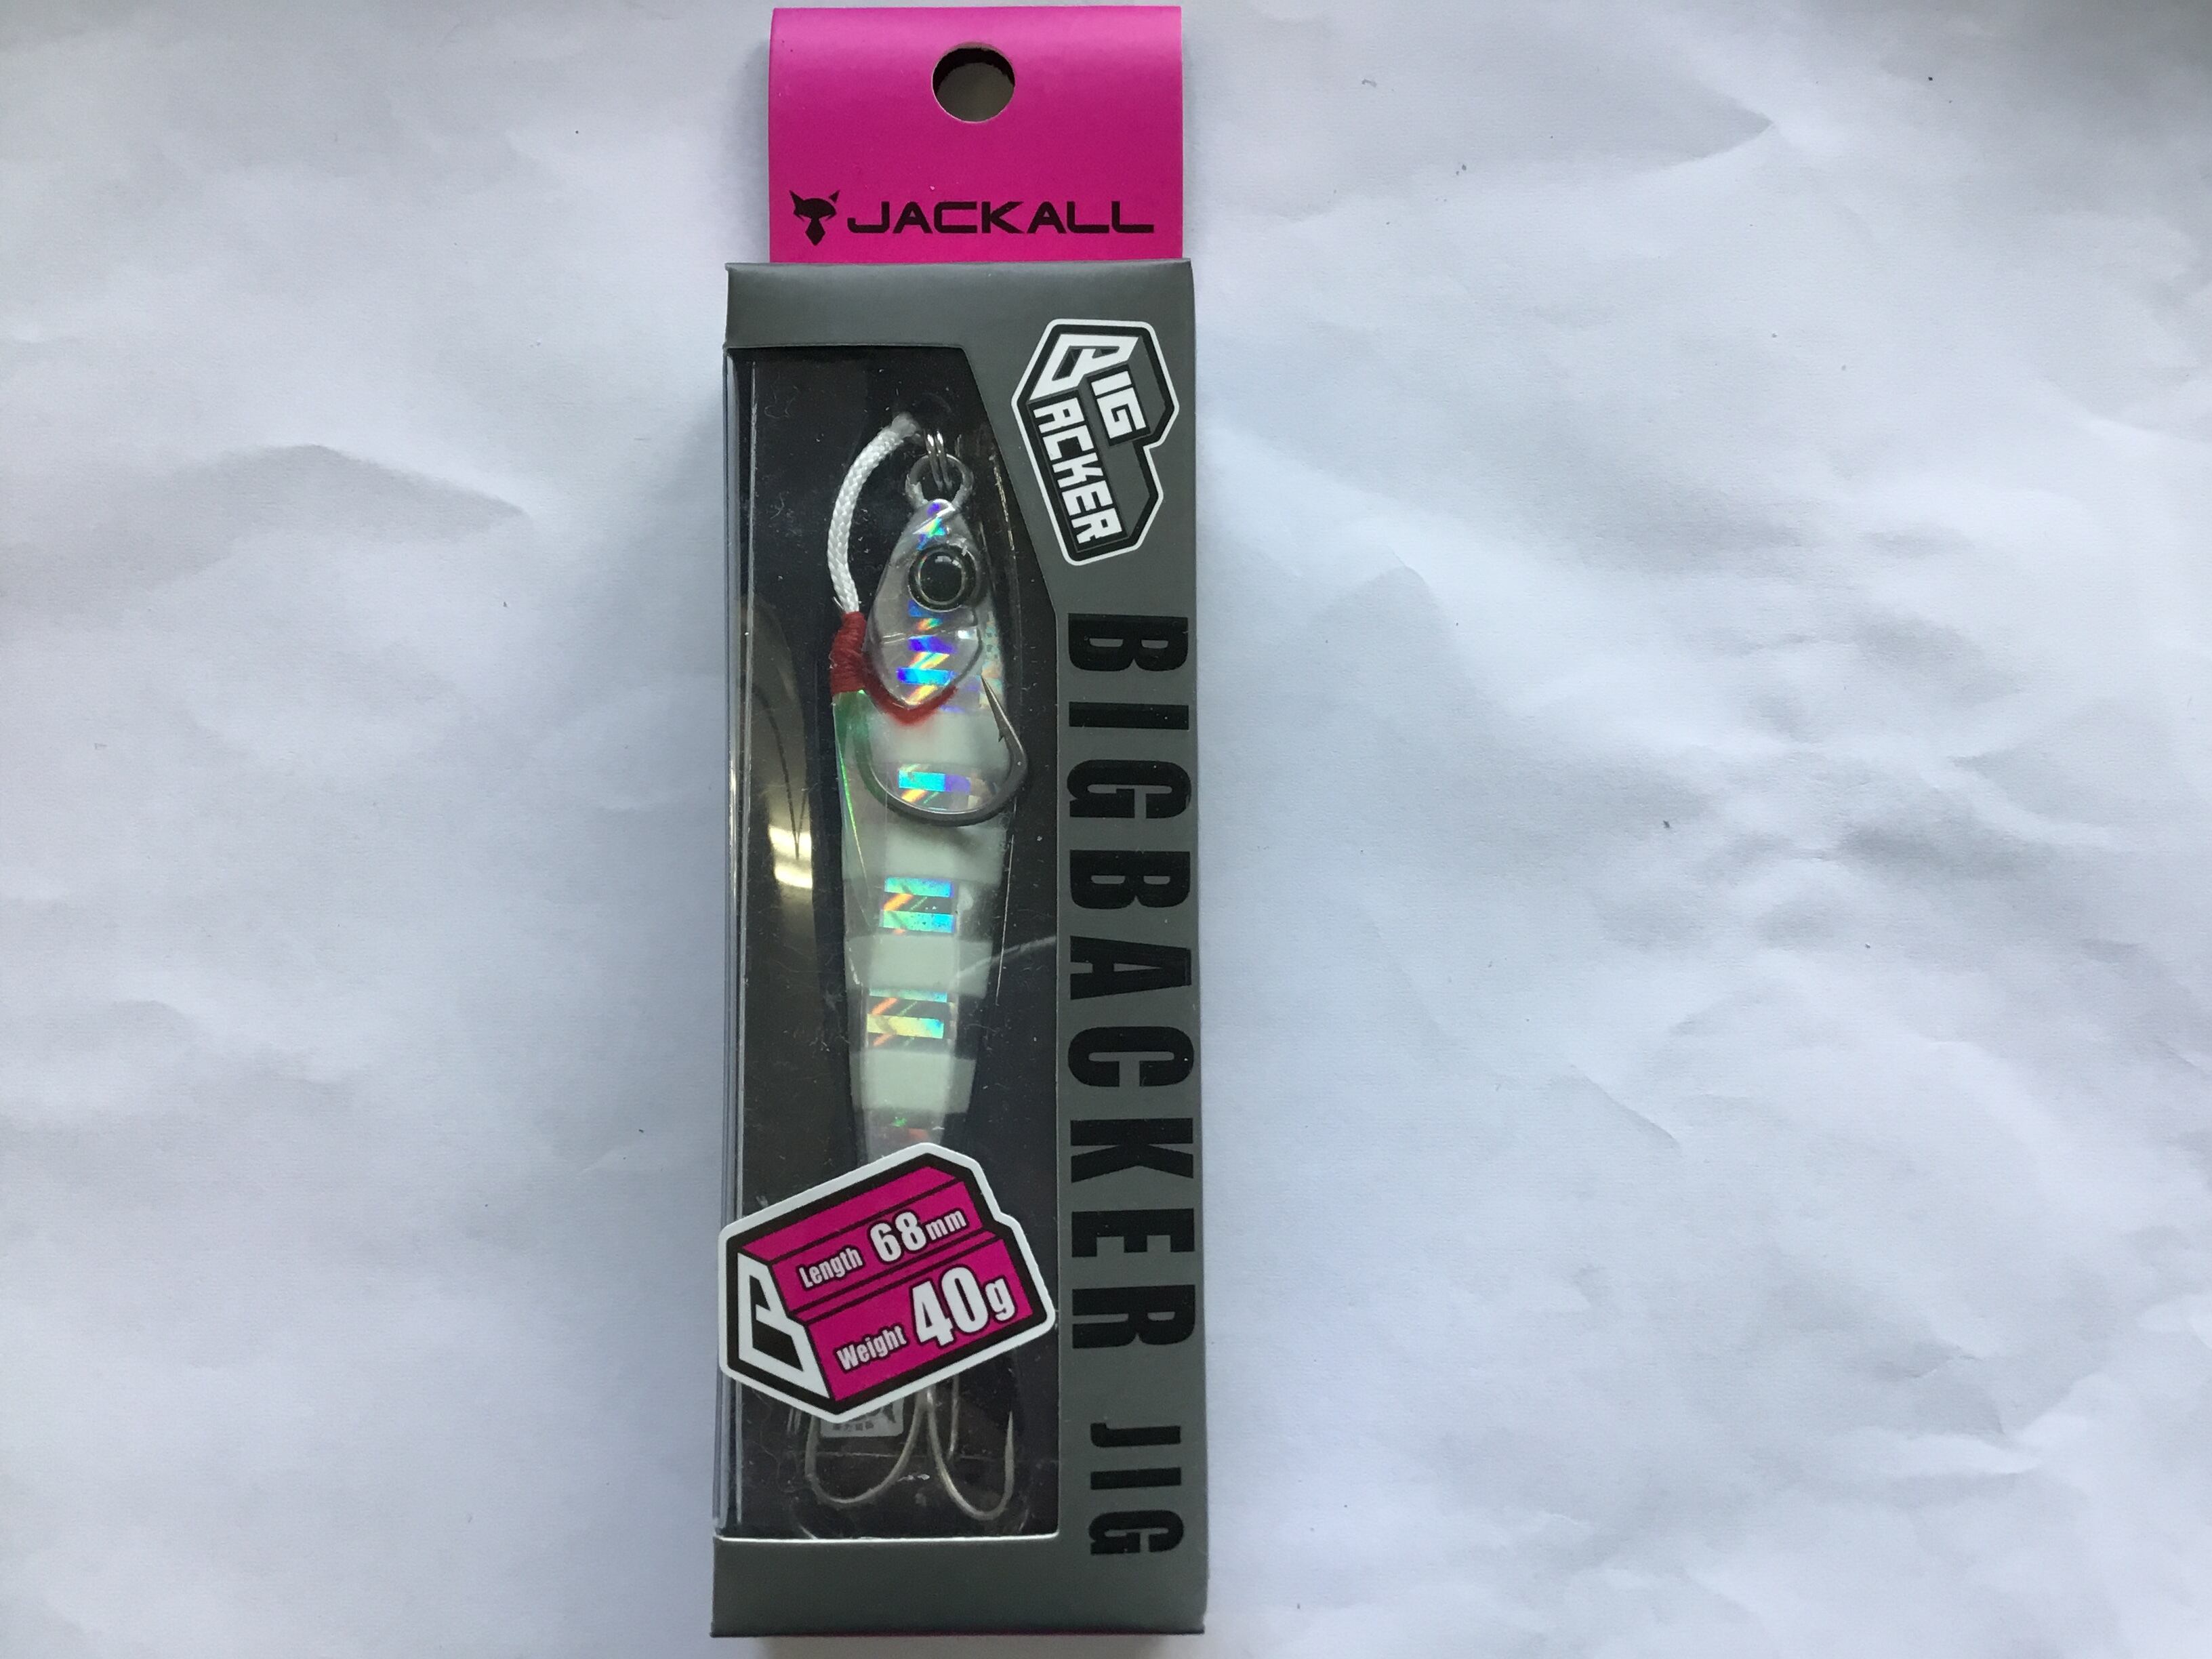 JACKALL
BIG
BACKER
BIGBACKER JIG
Length 68mm
Weight 40g